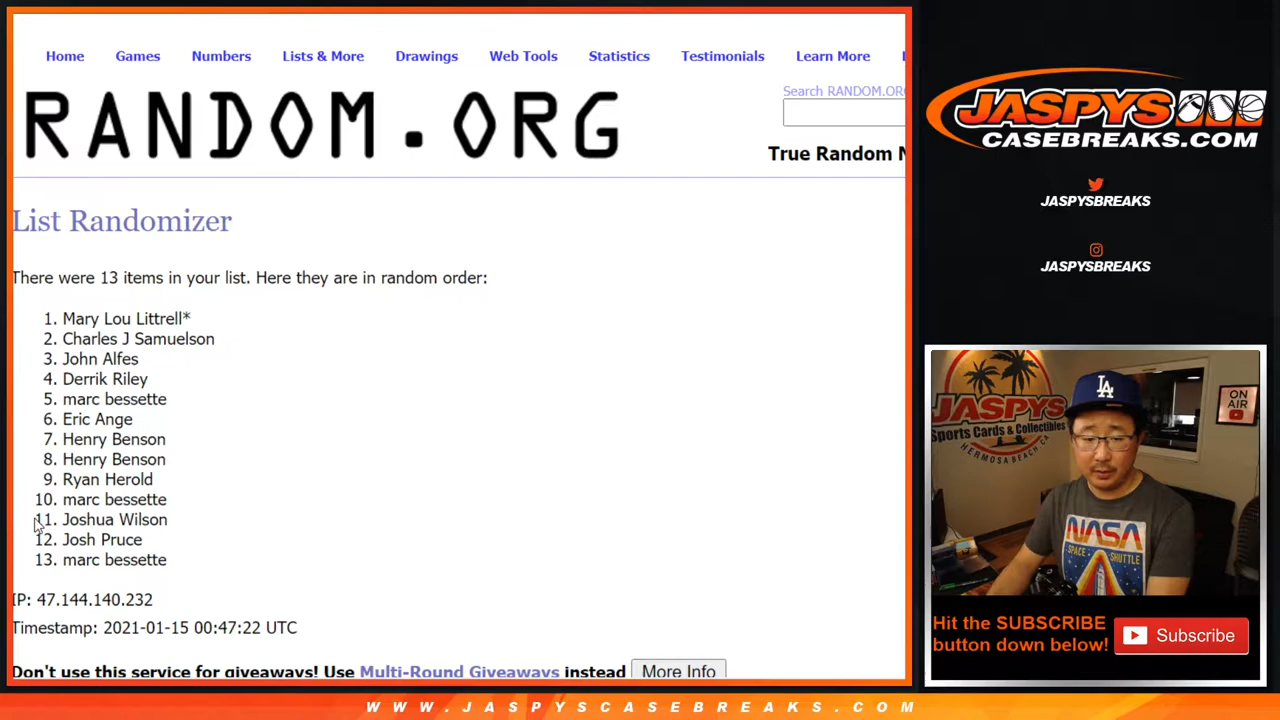 Home Games Numbers Lists & More Drawings Web Tools Statistics Testimonials Learn More
Search RANDOM.ORG
RANDOM.ORG
True Random N
List Randomizer
There were 13 items in your list. Here they are in random order:
1. Mary Lou Littrell*
2. Charles J Samuelson
3. John Alfes
4. Derrik Riley
5. marc bessette
6. Eric Ange
7. Henry Benson
8. Henry Benson
9. Ryan Herold
10. marc bessette
11. Joshua Wilson
12. Josh Pruce
13. marc bessette
IP: 47.144.140.232
Timestamp: 2021-01-15 00:47:22 UTC
Don't use this service for giveaways! Use Multi-Round Giveaways instead More Info
JASPYS
CASEBREAKS.COM
JASPYSBREAKS
JASPYSBREAKS
JASPYS
Sports Cards & Collectibles
HERMOSA BEACH, CA
LA
ON
AIR
NASA
SPACE SHUTTLE
Hit the SUBSCRIBE
button down below!
Subscribe
WWW.JASPYSCASEBREAKS.COM